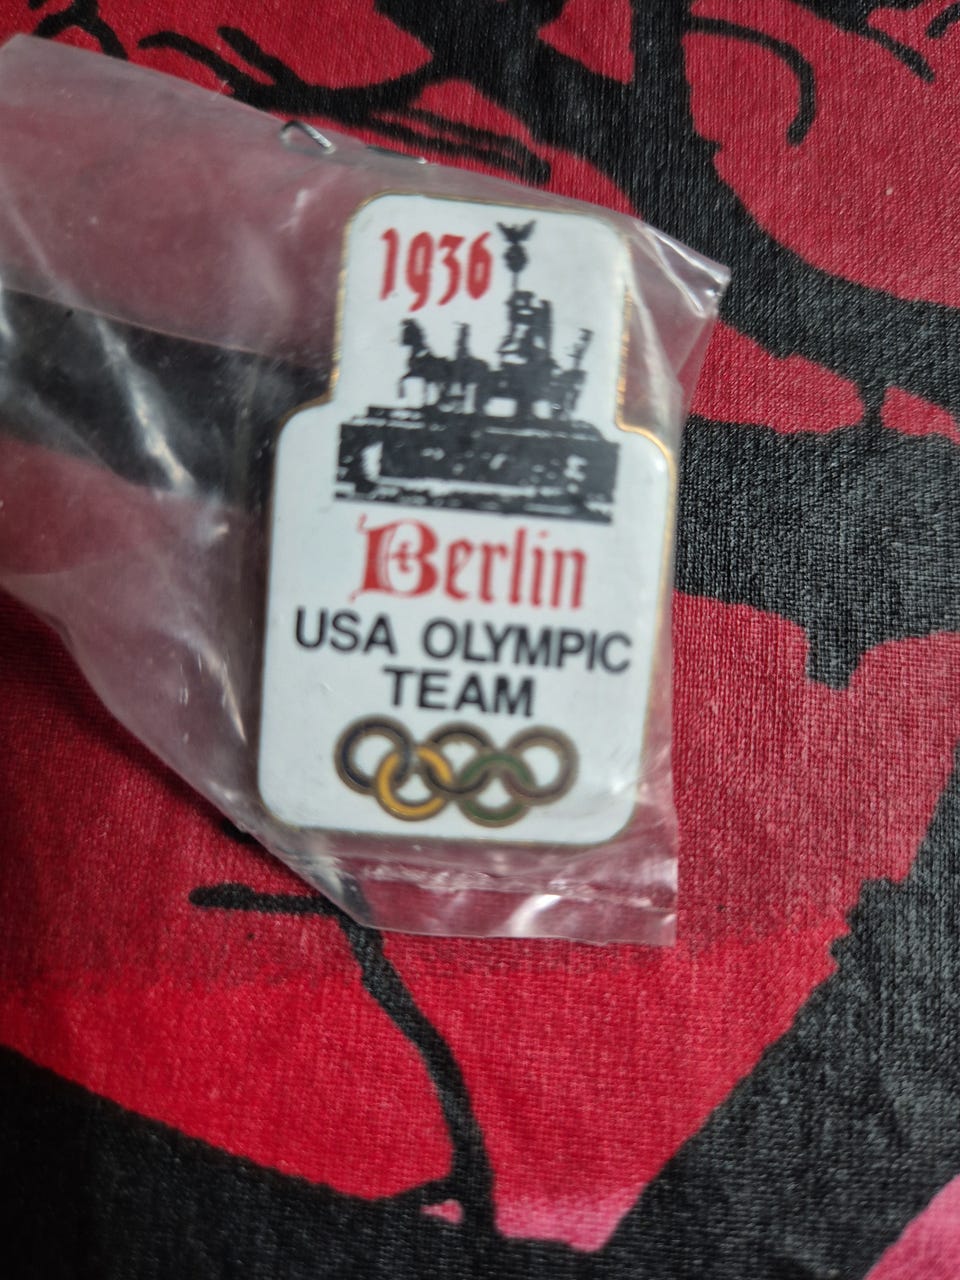 1936
Berlin
USA OLYMPIC
TEAM